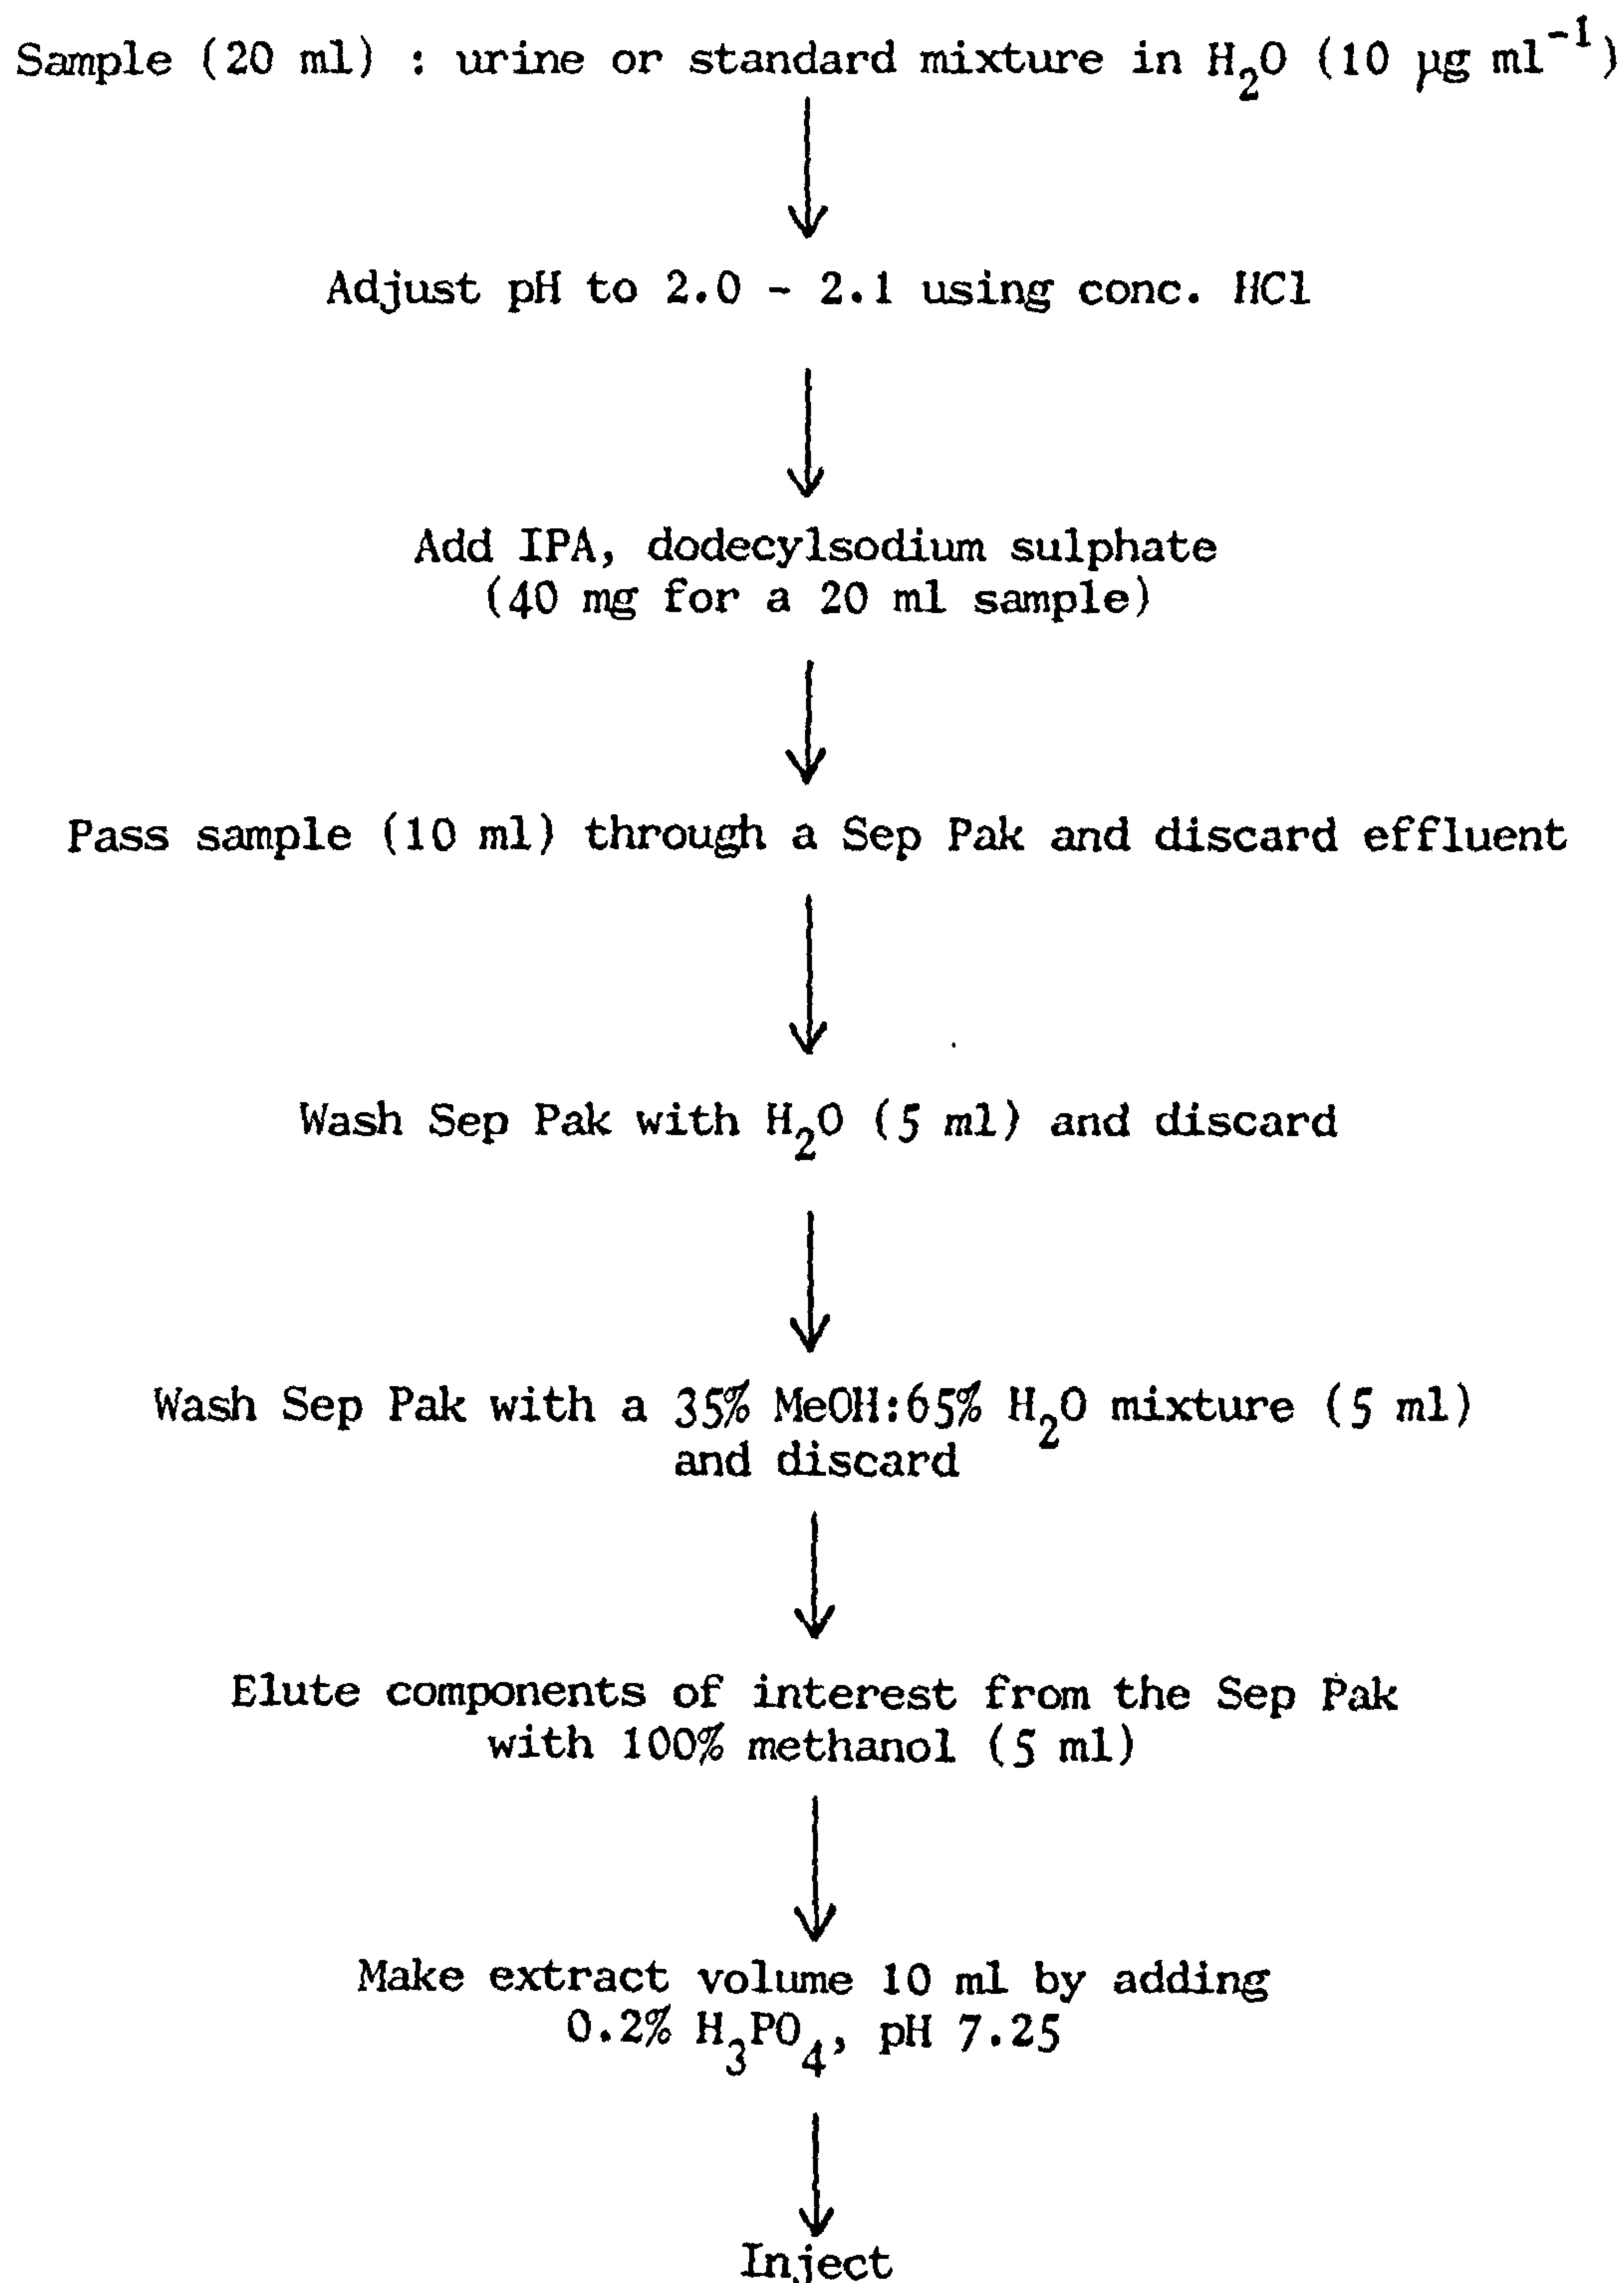 Sample (20 ml) : urine or standard mixture in H₂O (10 µg ml⁻¹)
Adjust pH to 2.0 - 2.1 using conc. HCl
Add IPA, dodecylsodium sulphate
(40 mg for a 20 ml sample)
Pass sample (10 ml) through a Sep Pak and discard effluent
Wash Sep Pak with H₂O (5 ml) and discard
Wash Sep Pak with a 35% MeOH:65% H₂O mixture (5 ml)
and discard
Elute components of interest from the Sep Pak
with 100% methanol (5 ml)
Make extract volume 10 ml by adding
0.2% H₃PO₄, pH 7.25
Inject